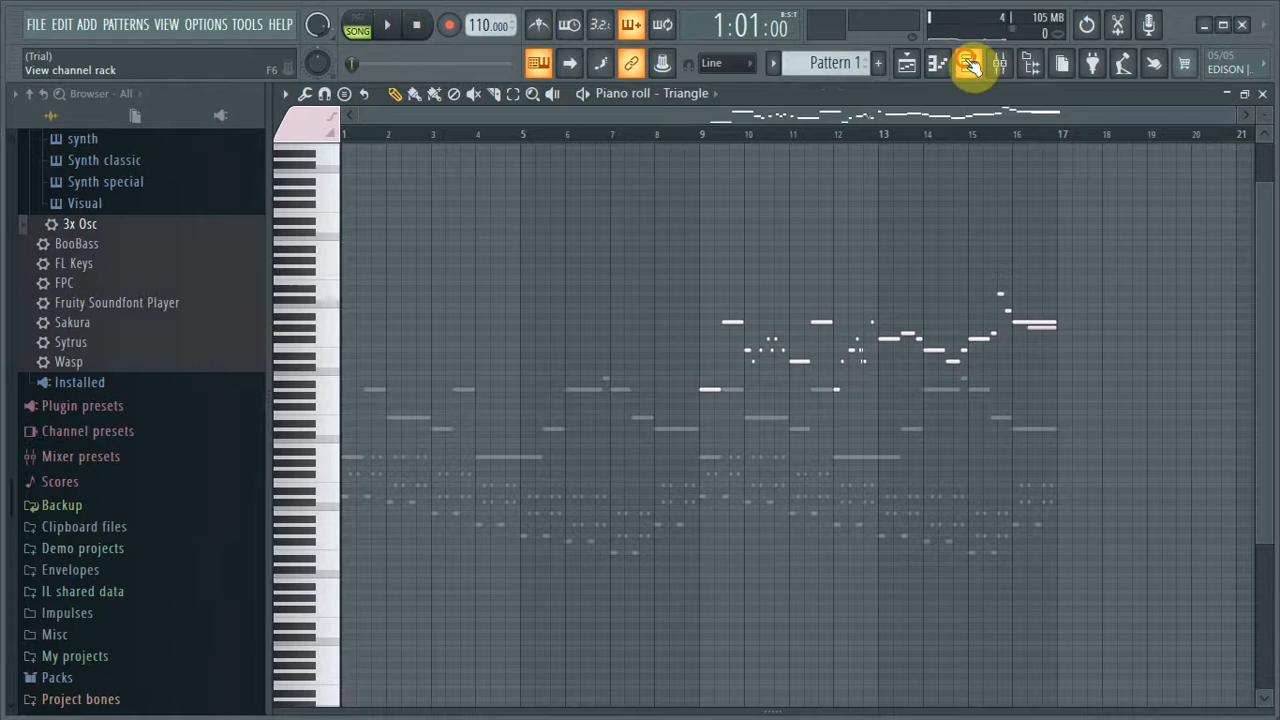 FILE EDIT ADD PATTERNS VIEW OPTIONS TOOLS HELP
PAT
SONG
110.000
3.2.
1:01:00
B:S:T
4
105 MB
0
(Trial)
View channel rack
F6
Line
Pattern 1
05/05
EDISON |..
Browser - All
Piano roll - Triangle
synth
Synth classic
Synth special
Visual
3x Osc
BooBass
FL Keys
FPC
Fruity Soundfont Player
Sakura
Sytrus
Wasp
Installed
Plugin presets
Channel presets
Mixer presets
Scores
Backup
Clipboard files
Demo projects
Envelopes
IL shared data
Impulses
Misc
My projects
Packs
Project bones
1 2 3 4 5 6 7 8 9 10 11 12 13 14 15 16 17 18 19 20 21